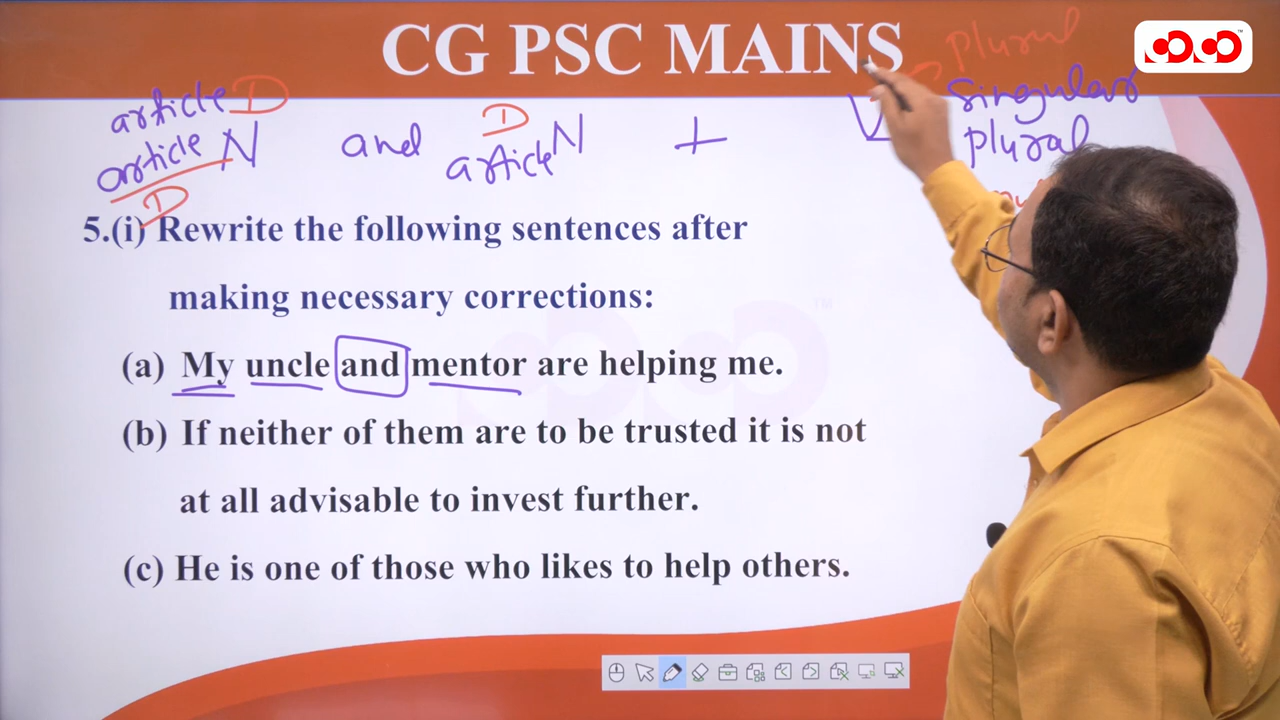 CG PSC MAINS
plural
article D
singular
article N and D article N + V plural
D
5.(i) Rewrite the following sentences after
making necessary corrections:
(a) My uncle and mentor are helping me.
(b) If neither of them are to be trusted it is not
at all advisable to invest further.
(c) He is one of those who likes to help others.